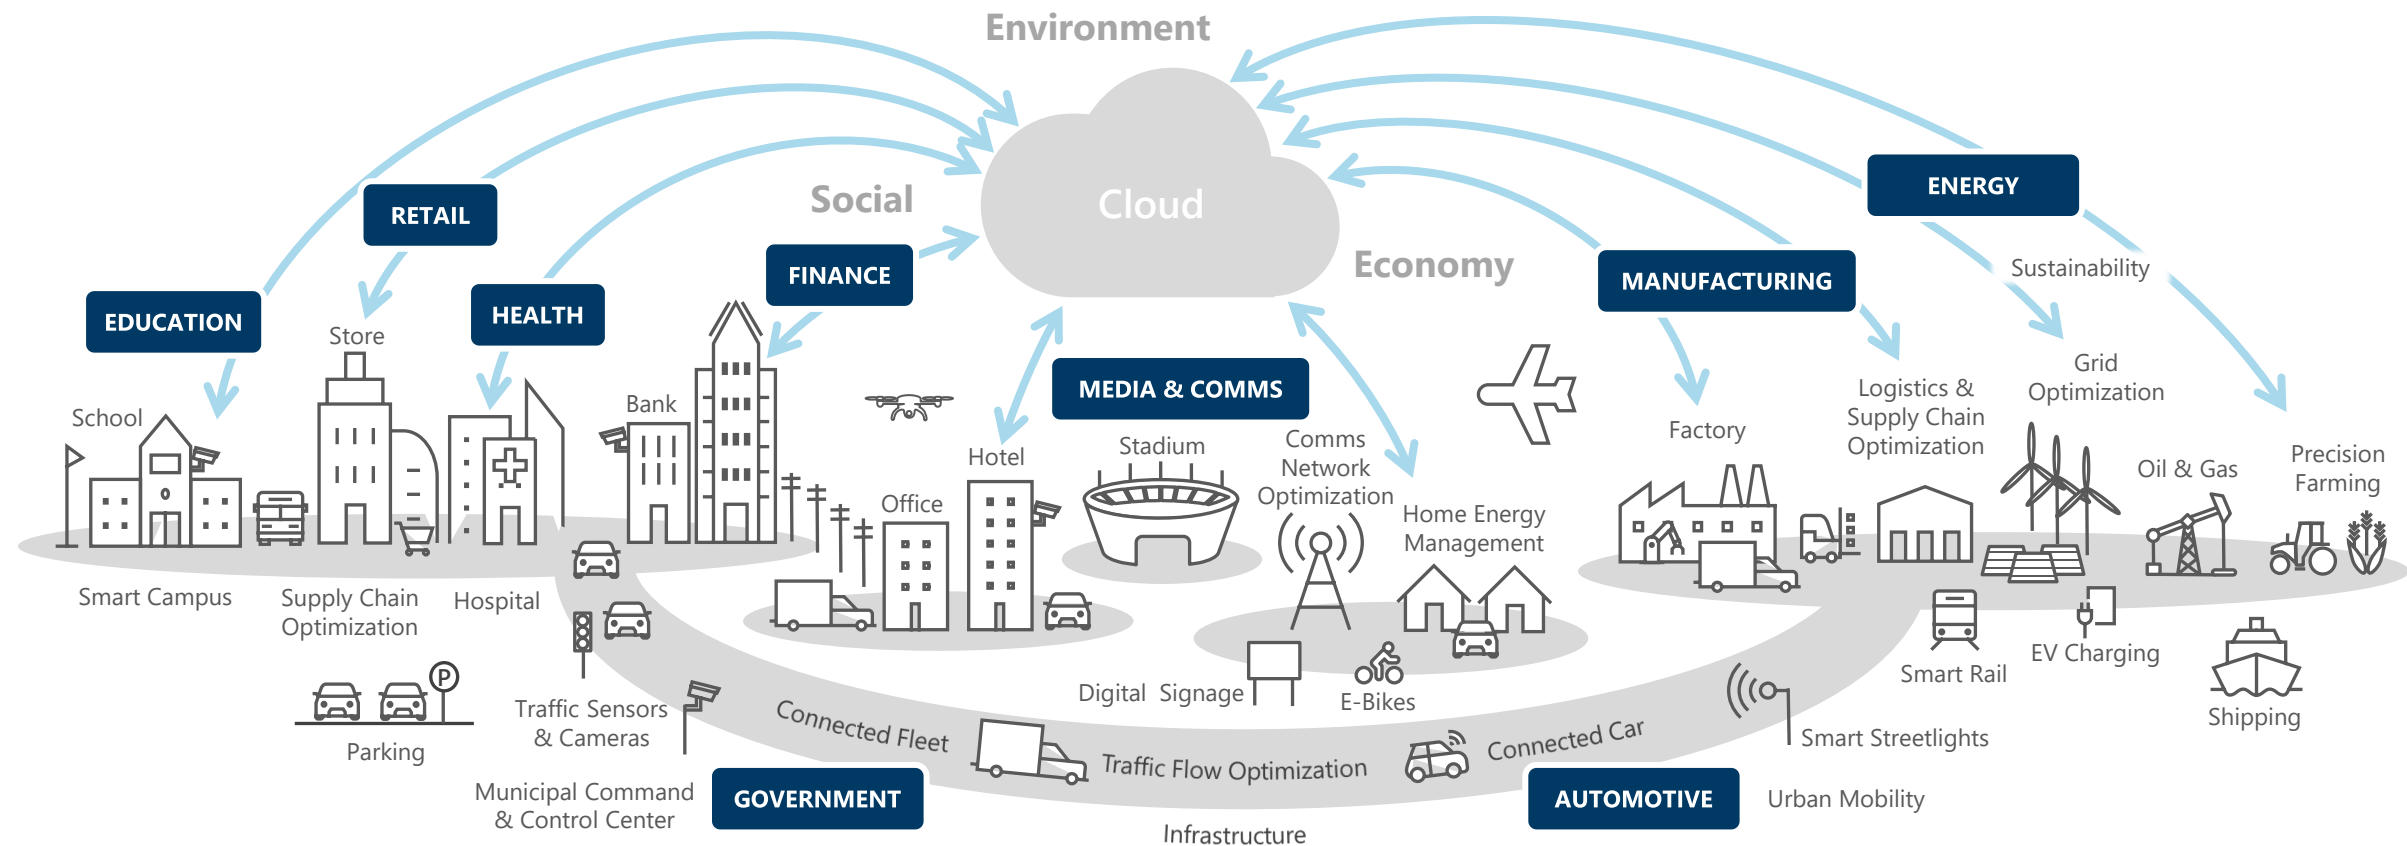 Environment
Cloud
Social
Economy
RETAIL
ENERGY
FINANCE
MANUFACTURING
Sustainability
EDUCATION
HEALTH
Store
MEDIA & COMMS
Grid
Optimization
School
Bank
Hotel
Stadium
Comms
Network
Optimization
Factory
Logistics &
Supply Chain
Optimization
Oil & Gas
Precision
Farming
Office
Home Energy
Management
Smart Campus
Supply Chain
Optimization
Hospital
P
Parking
Traffic Sensors
& Cameras
Municipal Command
& Control Center
GOVERNMENT
Connected Fleet
Traffic Flow Optimization
Connected Car
Infrastructure
Digital Signage
E-Bikes
AUTOMOTIVE
Urban Mobility
Smart Streetlights
Smart Rail
EV Charging
Shipping